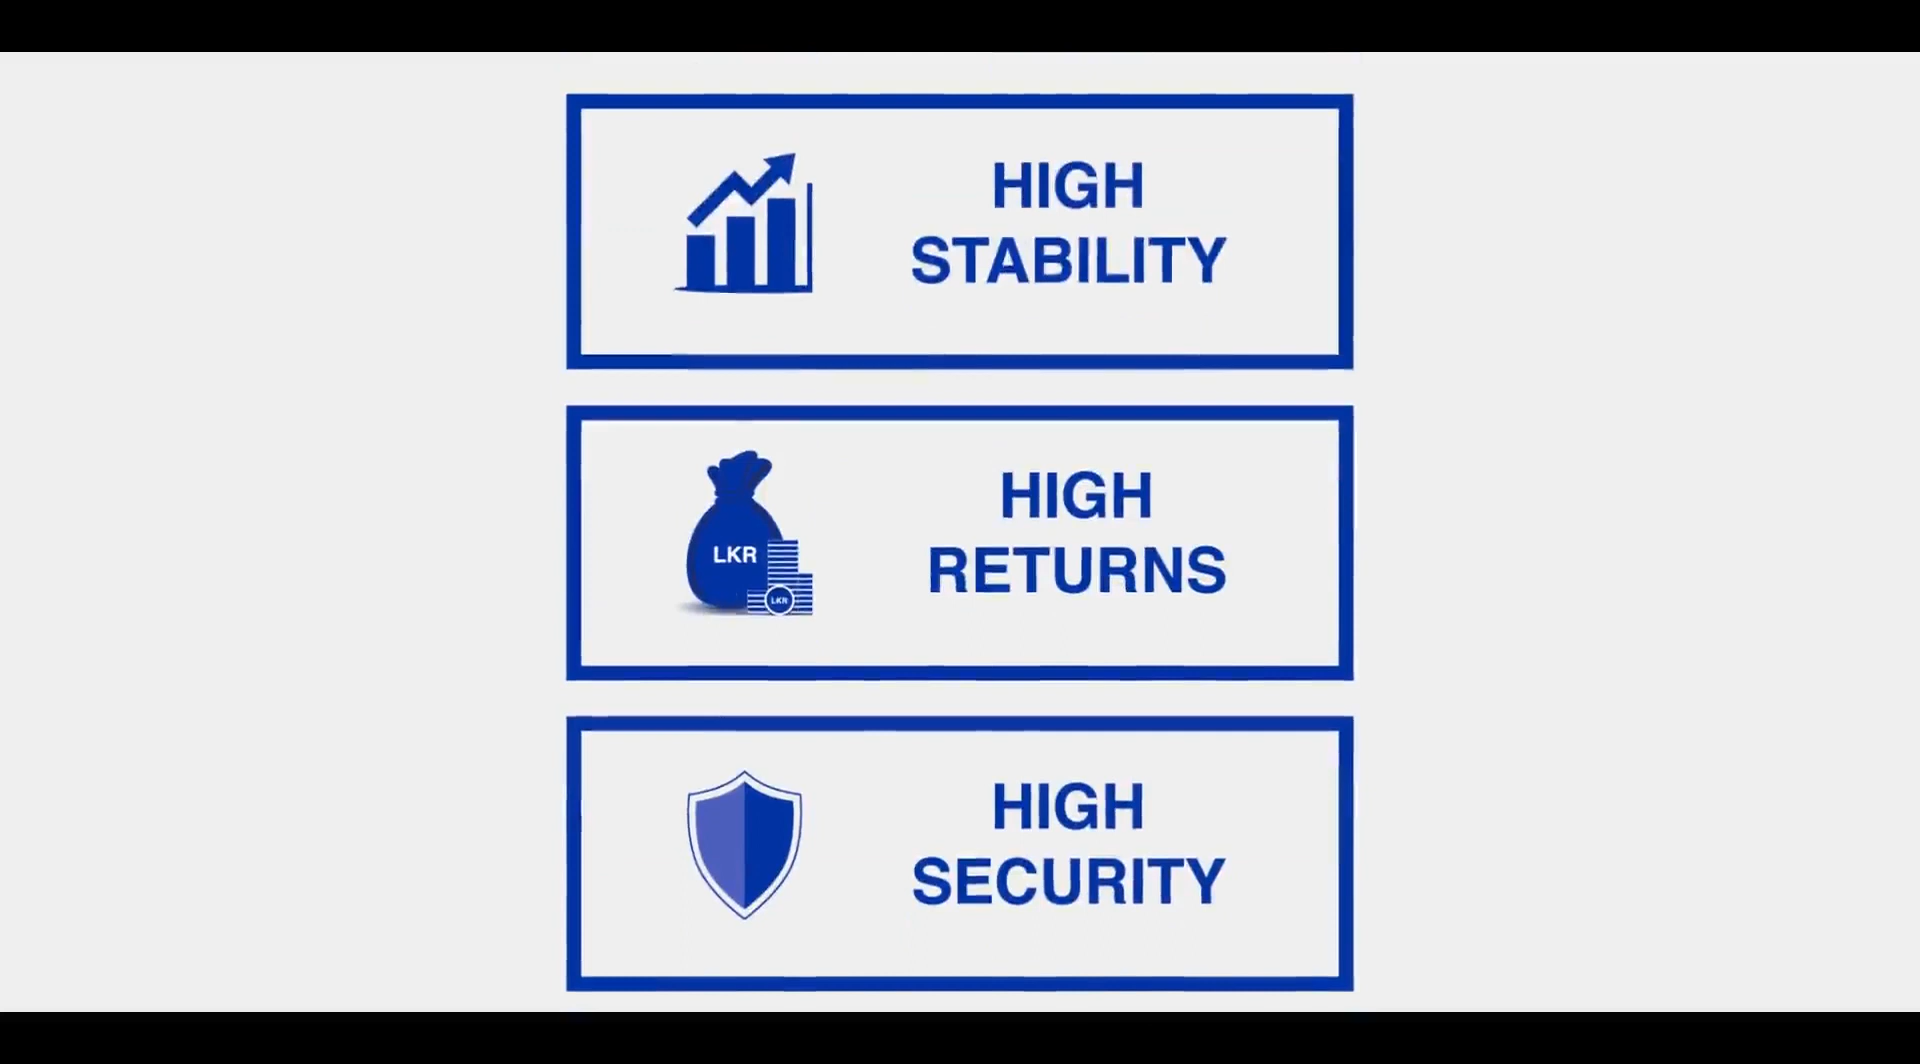 HIGH
STABILITY
LKR
LKR
HIGH
RETURNS
HIGH
SECURITY